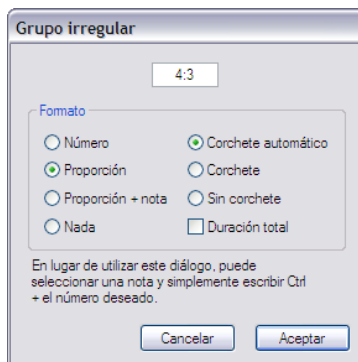 Grupo irregular
4:3
Formato
Número
Corchete automático
Proporción
Corchete
Proporción + nota
Sin corchete
Nada
Duración total
En lugar de utilizar este diálogo, puede
seleccionar una nota y simplemente escribir Ctrl
+ el número deseado.
Cancelar
Aceptar